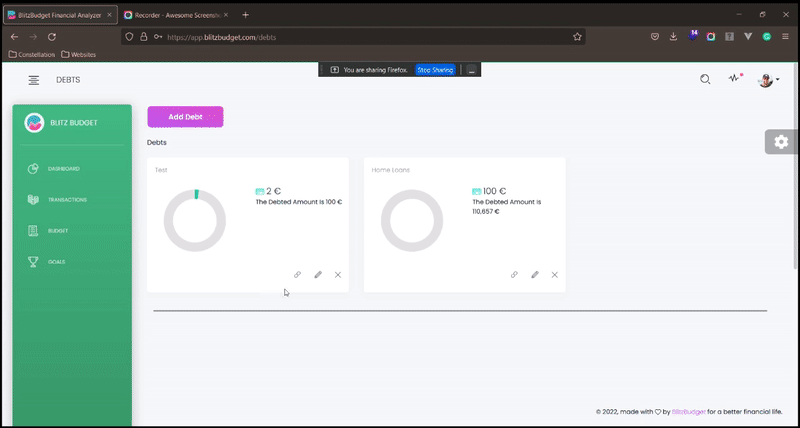 BlitzBudget Financial Analyzer
Recorder - Awesome Screensh
https://app.blitzbudget.com/debts
14
Constellation
Websites
You are sharing Firefox.
Stop Sharing
DEBTS
BLITZ BUDGET
DASHBOARD
TRANSACTIONS
BUDGET
GOALS
Add Debt
Debts
Test
2 €
The Debted Amount Is 100 €
Home Loans
100 €
The Debted Amount Is
110,657 €
© 2022, made with ♡ by BlitzBudget for a better financial life.